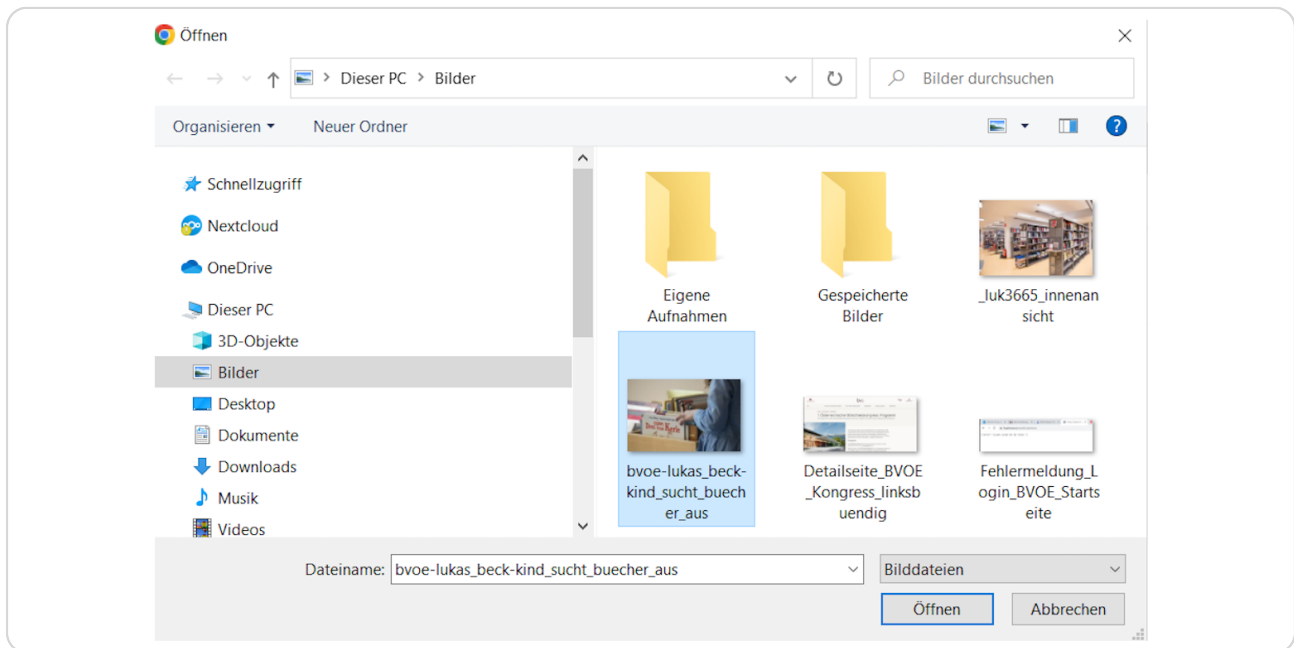 Öffnen
Dieser PC > Bilder
Bilder durchsuchen
Organisieren
Neuer Ordner
Schnellzugriff
Nextcloud
OneDrive
Dieser PC
3D-Objekte
Bilder
Desktop
Dokumente
Downloads
Musik
Videos
Eigene
Aufnahmen
Gespeicherte
Bilder
_luk3665_innenan
sicht
bvoe-lukas_beck-
kind_sucht_buech
er_aus
Detailseite_BVOE
_Kongress_linksb
uendig
Fehlermeldung_L
ogin_BVOE_Starts
eite
Dateiname: bvoe-lukas_beck-kind_sucht_buecher_aus
Bilddateien
Öffnen
Abbrechen